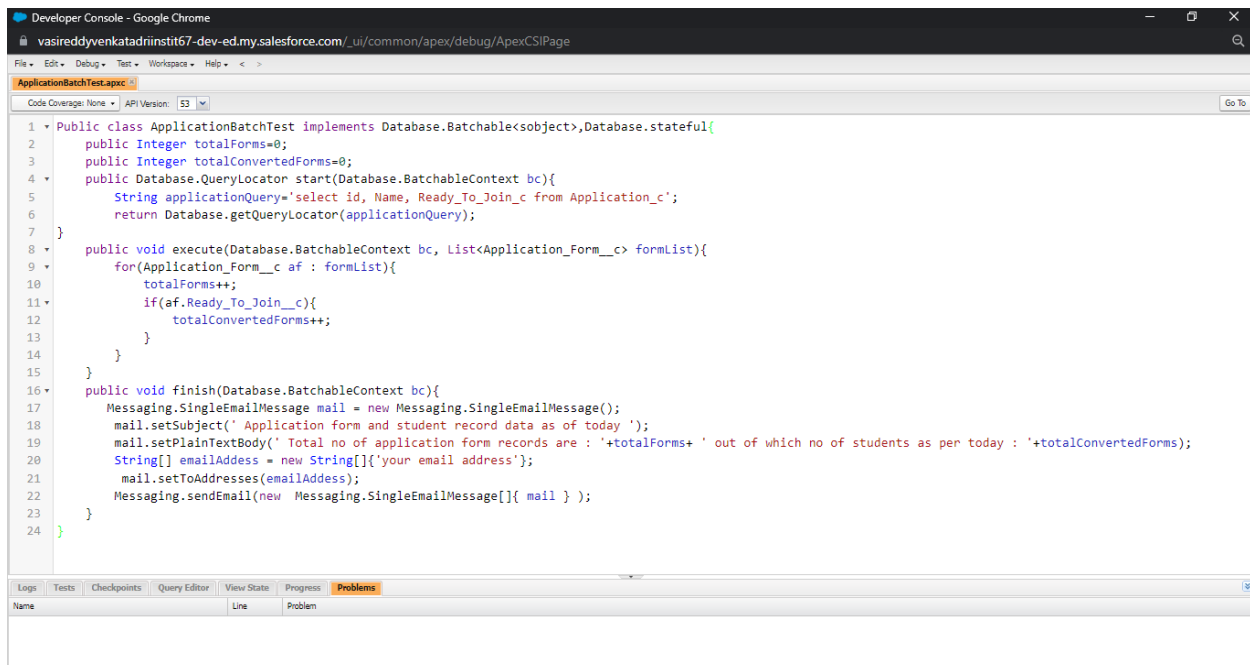 Developer Console - Google Chrome
vasireddyvenkatadriinstit67-dev-ed.my.salesforce.com/_ui/common/apex/debug/ApexCSIPage
File Edit Debug Test Workspace Help < >
ApplicationBatchTest.apxc
Code Coverage: None API Version: 53 Go To
1 Public class ApplicationBatchTest implements Database.Batchable<sobject>,Database.stateful{
2 public Integer totalForms=0;
3 public Integer totalConvertedForms=0;
4 public Database.QueryLocator start(Database.BatchableContext bc){
5 String applicationQuery='select id, Name, Ready_To_Join_c from Application_c';
6 return Database.getQueryLocator(applicationQuery);
7 }
8 public void execute(Database.BatchableContext bc, List<Application_Form__c> formList){
9 for(Application_Form__c af : formList){
10 totalForms++;
11 if(af.Ready_To_Join__c){
12 totalConvertedForms++;
13 }
14 }
15 }
16 public void finish(Database.BatchableContext bc){
17 Messaging.SingleEmailMessage mail = new Messaging.SingleEmailMessage();
18 mail.setSubject(' Application form and student record data as of today ');
19 mail.setPlainTextBody(' Total no of application form records are : '+totalForms+ ' out of which no of students as per today : '+totalConvertedForms);
20 String[] emailAddess = new String[]{'your email address'};
21 mail.setToAddresses(emailAddess);
22 Messaging.sendEmail(new Messaging.SingleEmailMessage[]{ mail } );
23 }
24 }
Logs Tests Checkpoints Query Editor View State Progress Problems
Name Line Problem